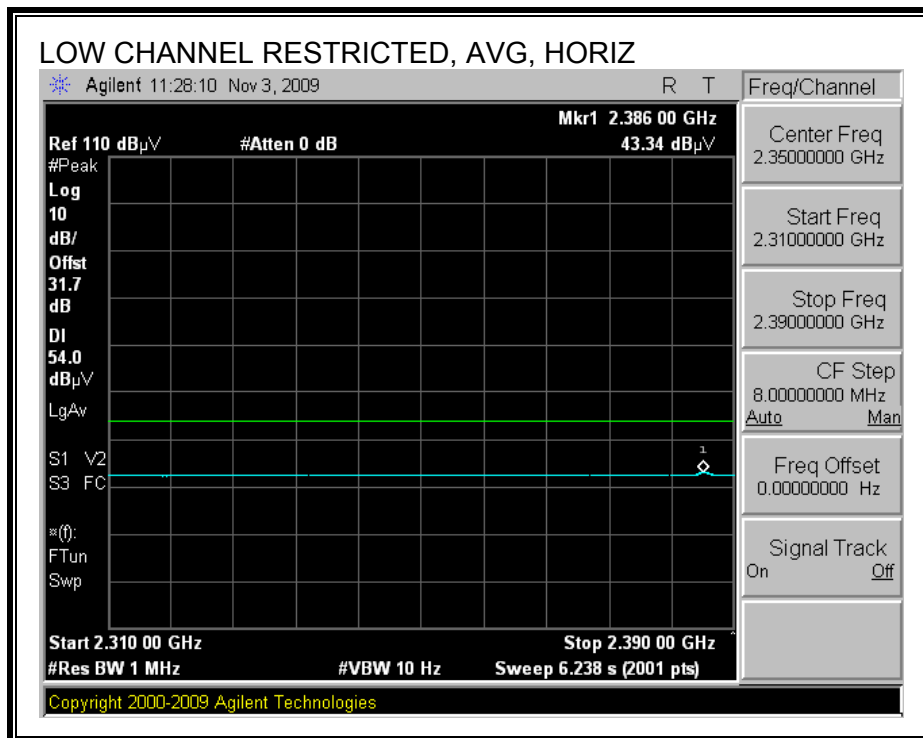 LOW CHANNEL RESTRICTED, AVG, HORIZ
Agilent 11:28:10 Nov 3, 2009 R T
Freq/Channel
Mkr1 2.386 00 GHz
Ref 110 dBµV #Atten 0 dB 43.34 dBµV
#Peak
Log
10
dB/
Offst
31.7
dB
DI
54.0
dBµV
LgAv
S1 V2
S3 FC
¤(f):
FTun
Swp
1
Start 2.310 00 GHz Stop 2.390 00 GHz
#Res BW 1 MHz #VBW 10 Hz Sweep 6.238 s (2001 pts)
Copyright 2000-2009 Agilent Technologies
Center Freq
2.35000000 GHz
Start Freq
2.31000000 GHz
Stop Freq
2.39000000 GHz
CF Step
8.00000000 MHz
Auto Man
Freq Offset
0.00000000 Hz
Signal Track
On Off